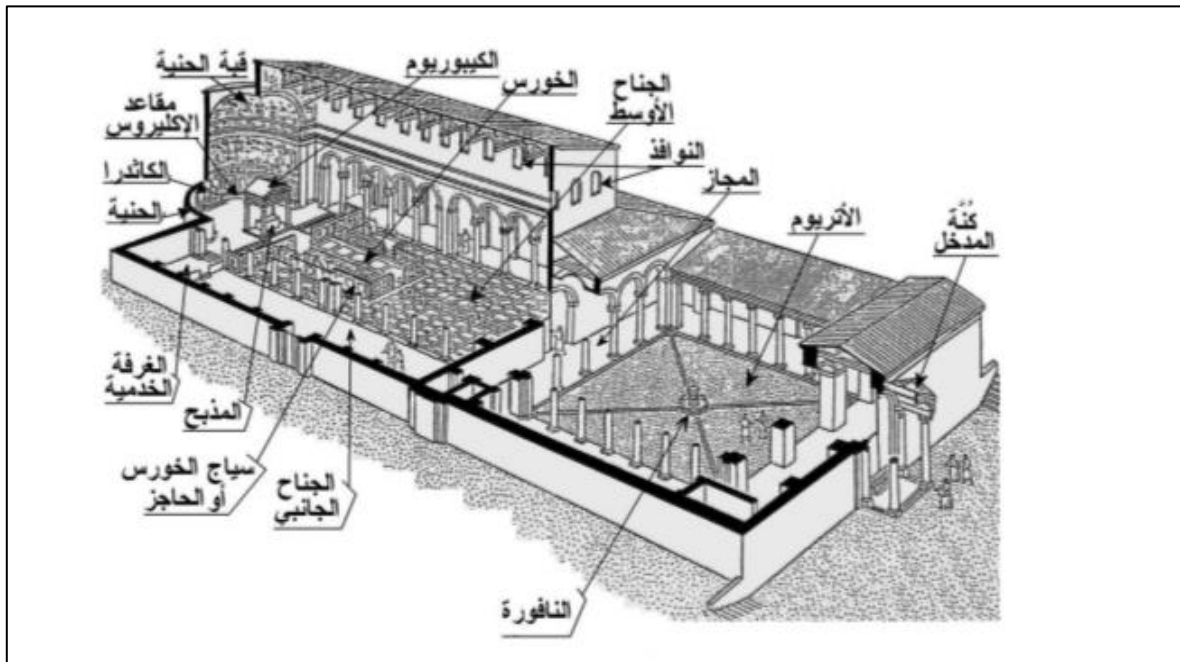 قبة الحنية
الكيبوريوم
الخورس
الجناح
الأوسط
مقاعد
الإكليروس
النوافذ
المجاز
الكاثدرا
الحنية
الأتريوم
كُنَّة
المدخل
الغرفة
الخدمية
المذبح
سياج الخورس
أو الحاجز
الجناح
الجانبي
النافورة